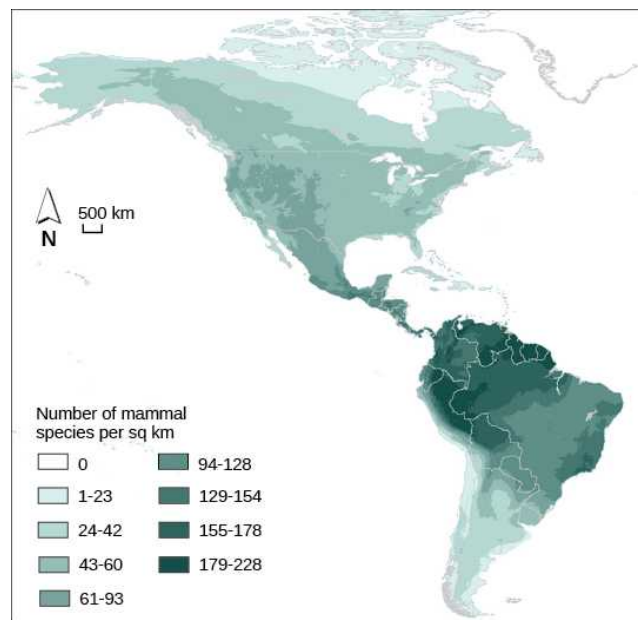 500 km
N
Number of mammal
species per sq km
0
1-23
24-42
43-60
61-93
94-128
129-154
155-178
179-228